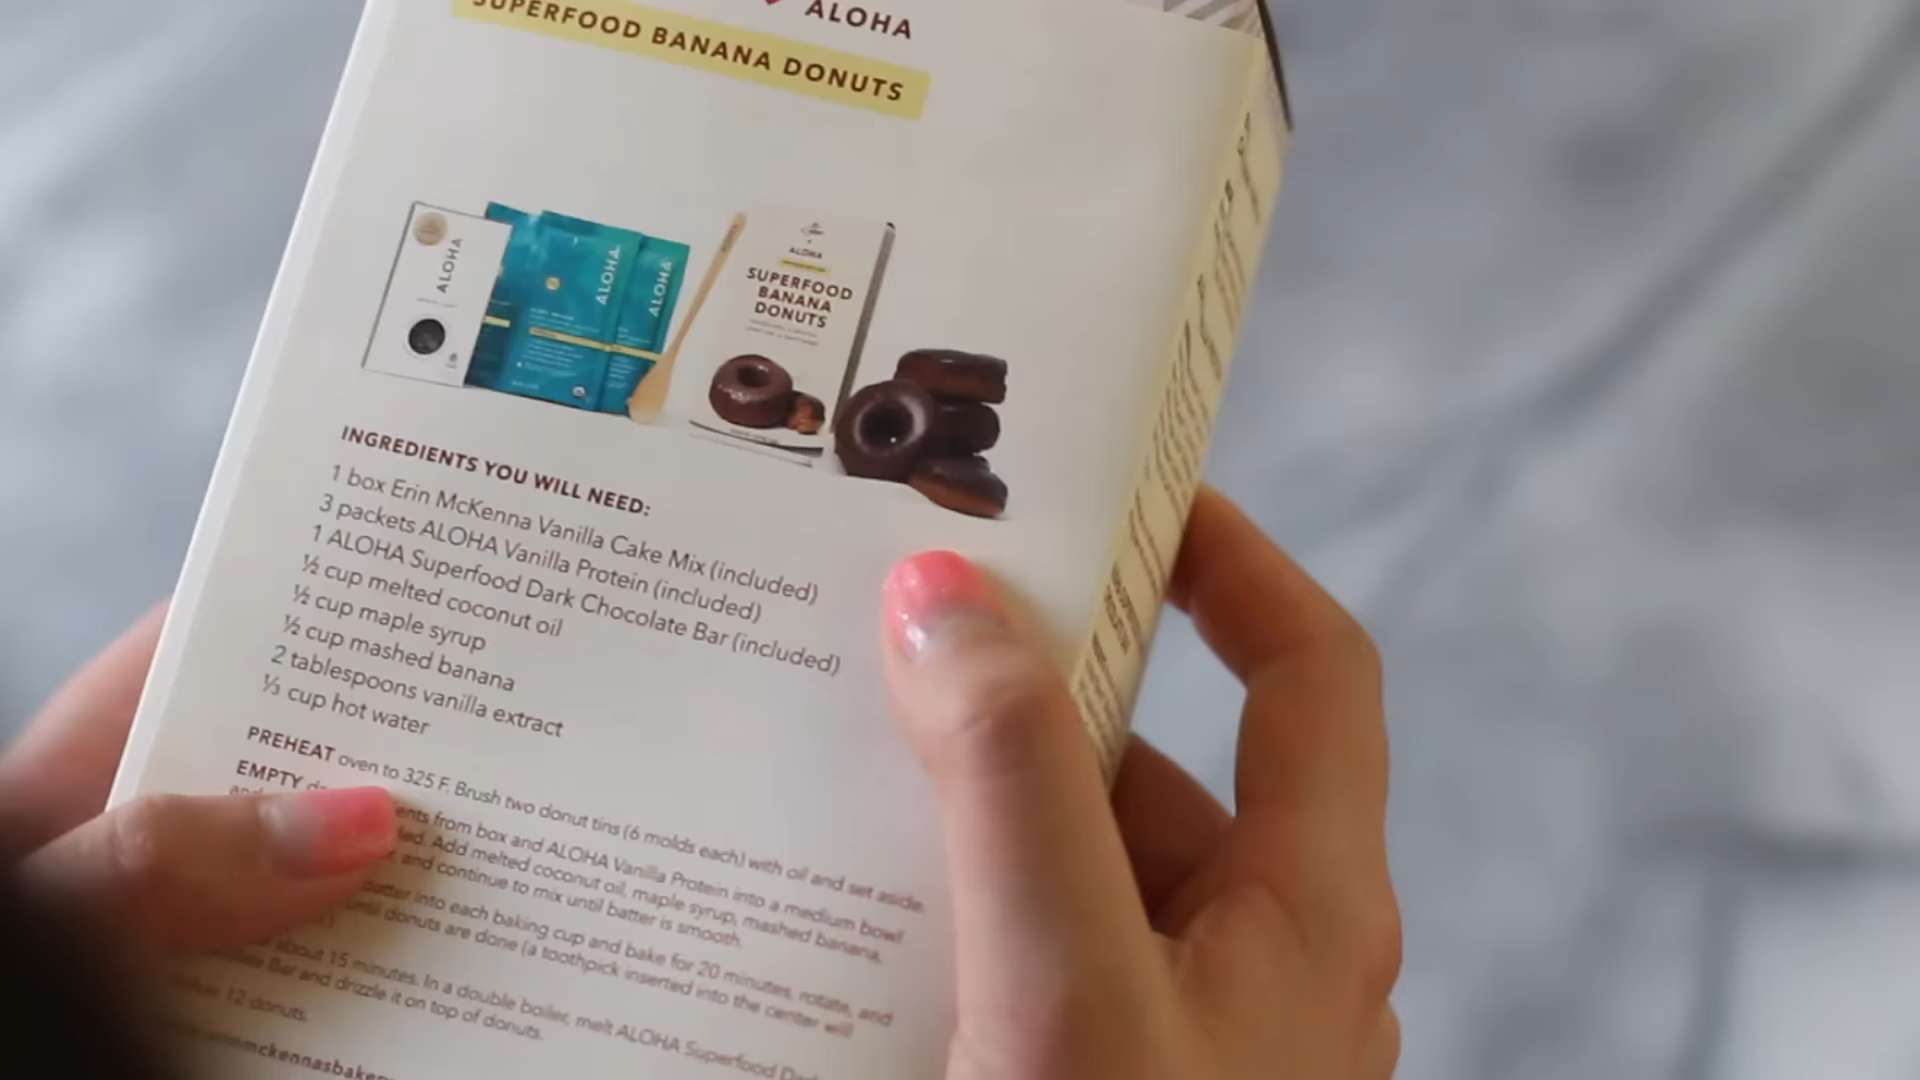 ALOHA
SUPERFOOD BANANA DONUTS
ALOHA
ALOHA
ALOHA
ALOHA
SUPERFOOD
BANANA
DONUTS
INGREDIENTS YOU WILL NEED:
1 box Erin McKenna Vanilla Cake Mix (included)
3 packets ALOHA Vanilla Protein (included)
1 ALOHA Superfood Dark Chocolate Bar (included)
½ cup melted coconut oil
½ cup maple syrup
½ cup mashed banana
2 tablespoons vanilla extract
⅓ cup hot water
PREHEAT oven to 325 F. Brush two donut tins (6 molds each) with oil and set aside.
EMPTY from box and ALOHA Vanilla Protein into a medium bowl
and Add melted coconut oil, maple syrup, mashed banana,
and continue to mix until batter is smooth.
batter into each baking cup and bake for 20 minutes, rotate, and
until donuts are done (a toothpick inserted into the center will
about 15 minutes. In a double boiler, melt ALOHA Superfood
Bar and drizzle it on top of donuts.
12 donuts.